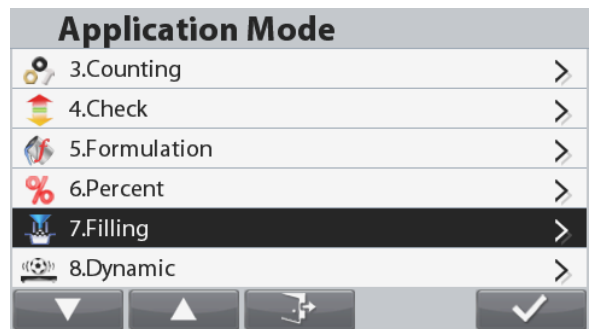 Application Mode
3.Counting
4.Check
5.Formulation
6.Percent
7.Filling
8.Dynamic